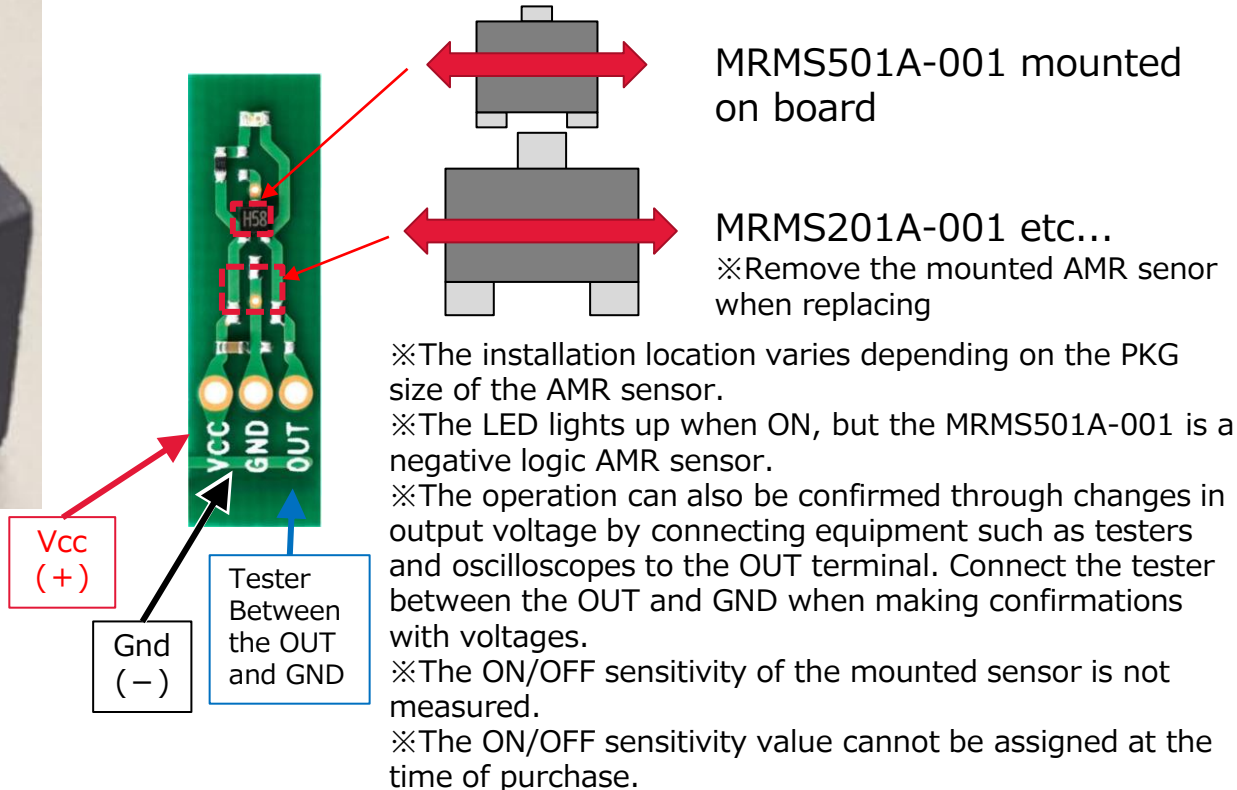 MRMS501A-001 mounted
on board
H58
MRMS201A-001 etc...
※Remove the mounted AMR senor
when replacing
※The installation location varies depending on the PKG
size of the AMR sensor.
※The LED lights up when ON, but the MRMS501A-001 is a
negative logic AMR sensor.
※The operation can also be confirmed through changes in
output voltage by connecting equipment such as testers
and oscilloscopes to the OUT terminal. Connect the tester
between the OUT and GND when making confirmations
with voltages.
※The ON/OFF sensitivity of the mounted sensor is not
measured.
※The ON/OFF sensitivity value cannot be assigned at the
time of purchase.
VCC
GND
OUT
Vcc
(+)
Gnd
(−)
Tester
Between
the OUT
and GND